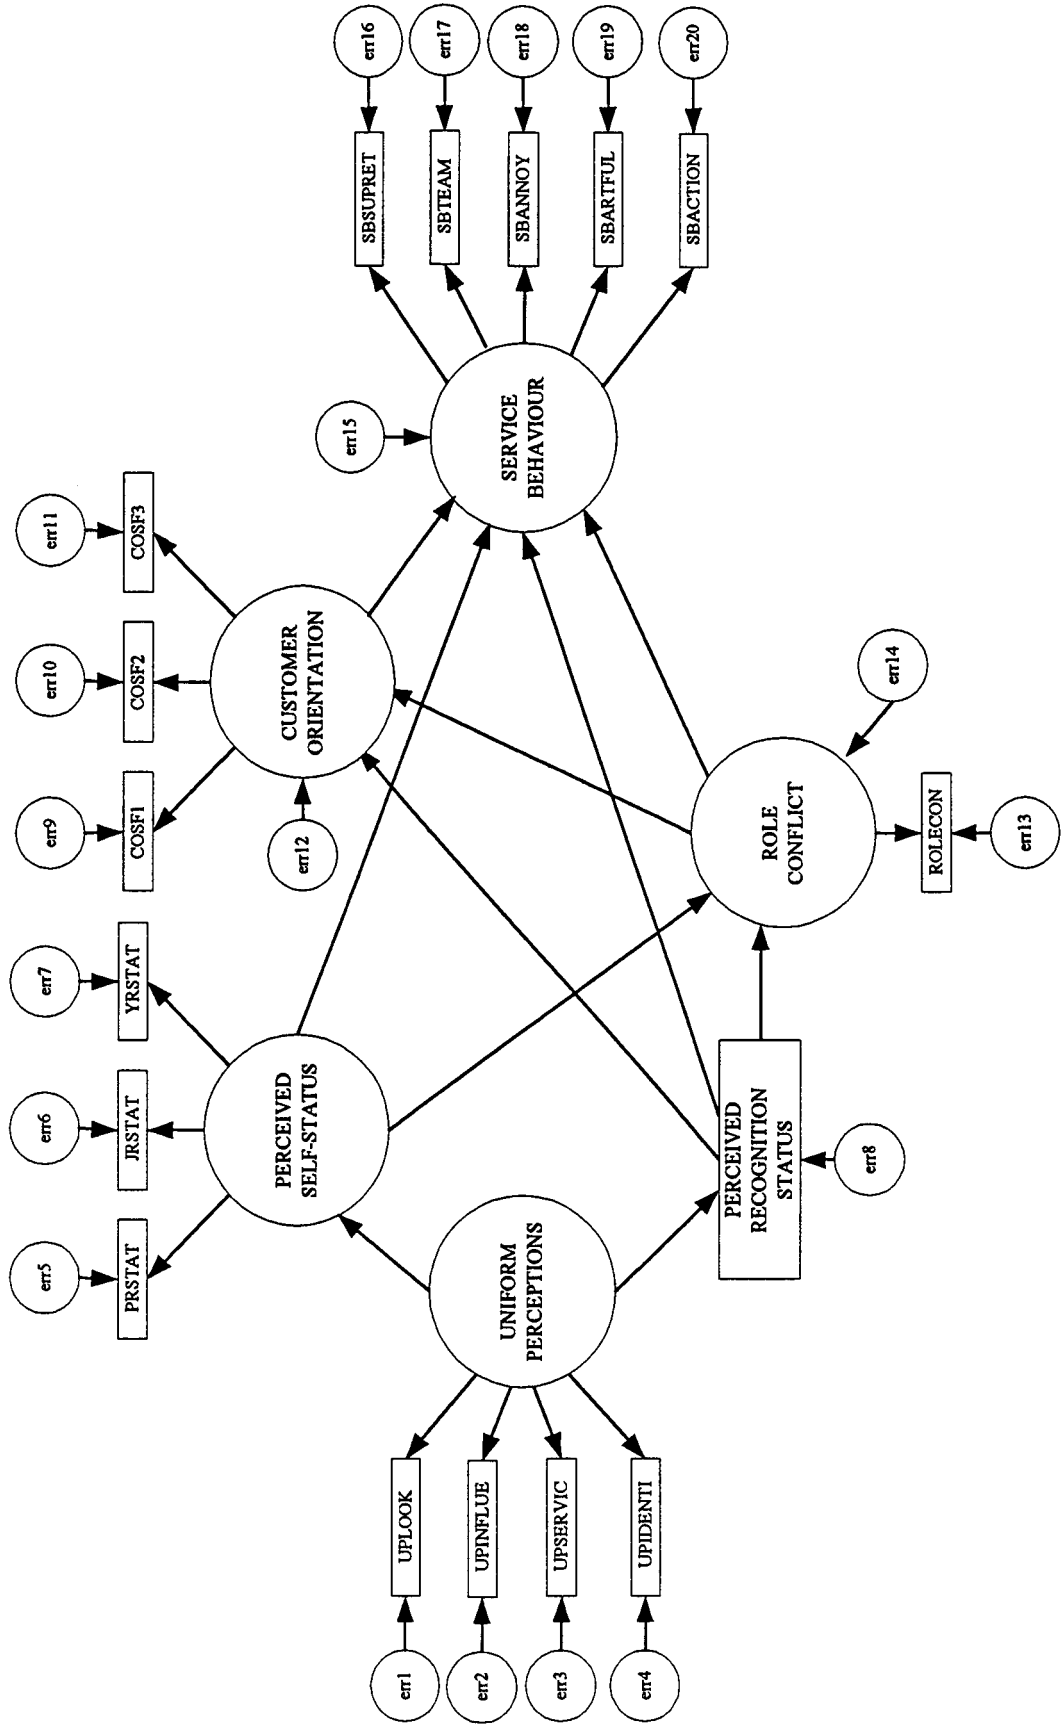 err1
err2
err3
err4
UPLOOK
UPINFLUE
UPSERVIC
UPIDENTI
UNIFORM
PERCEPTIONS
err5
err6
err7
PRSTAT
JRSTAT
YRSTAT
PERCEIVED
SELF-STATUS
PERCEIVED
RECOGNITION
STATUS
err8
err9
err10
err11
COSF1
COSF2
COSF3
err12
CUSTOMER
ORIENTATION
ROLE
CONFLICT
ROLECON
err13
err14
err15
SERVICE
BEHAVIOUR
SBSUPRET
SBTEAM
SBANNOY
SBARTFUL
SBACTION
err16
err17
err18
err19
err20